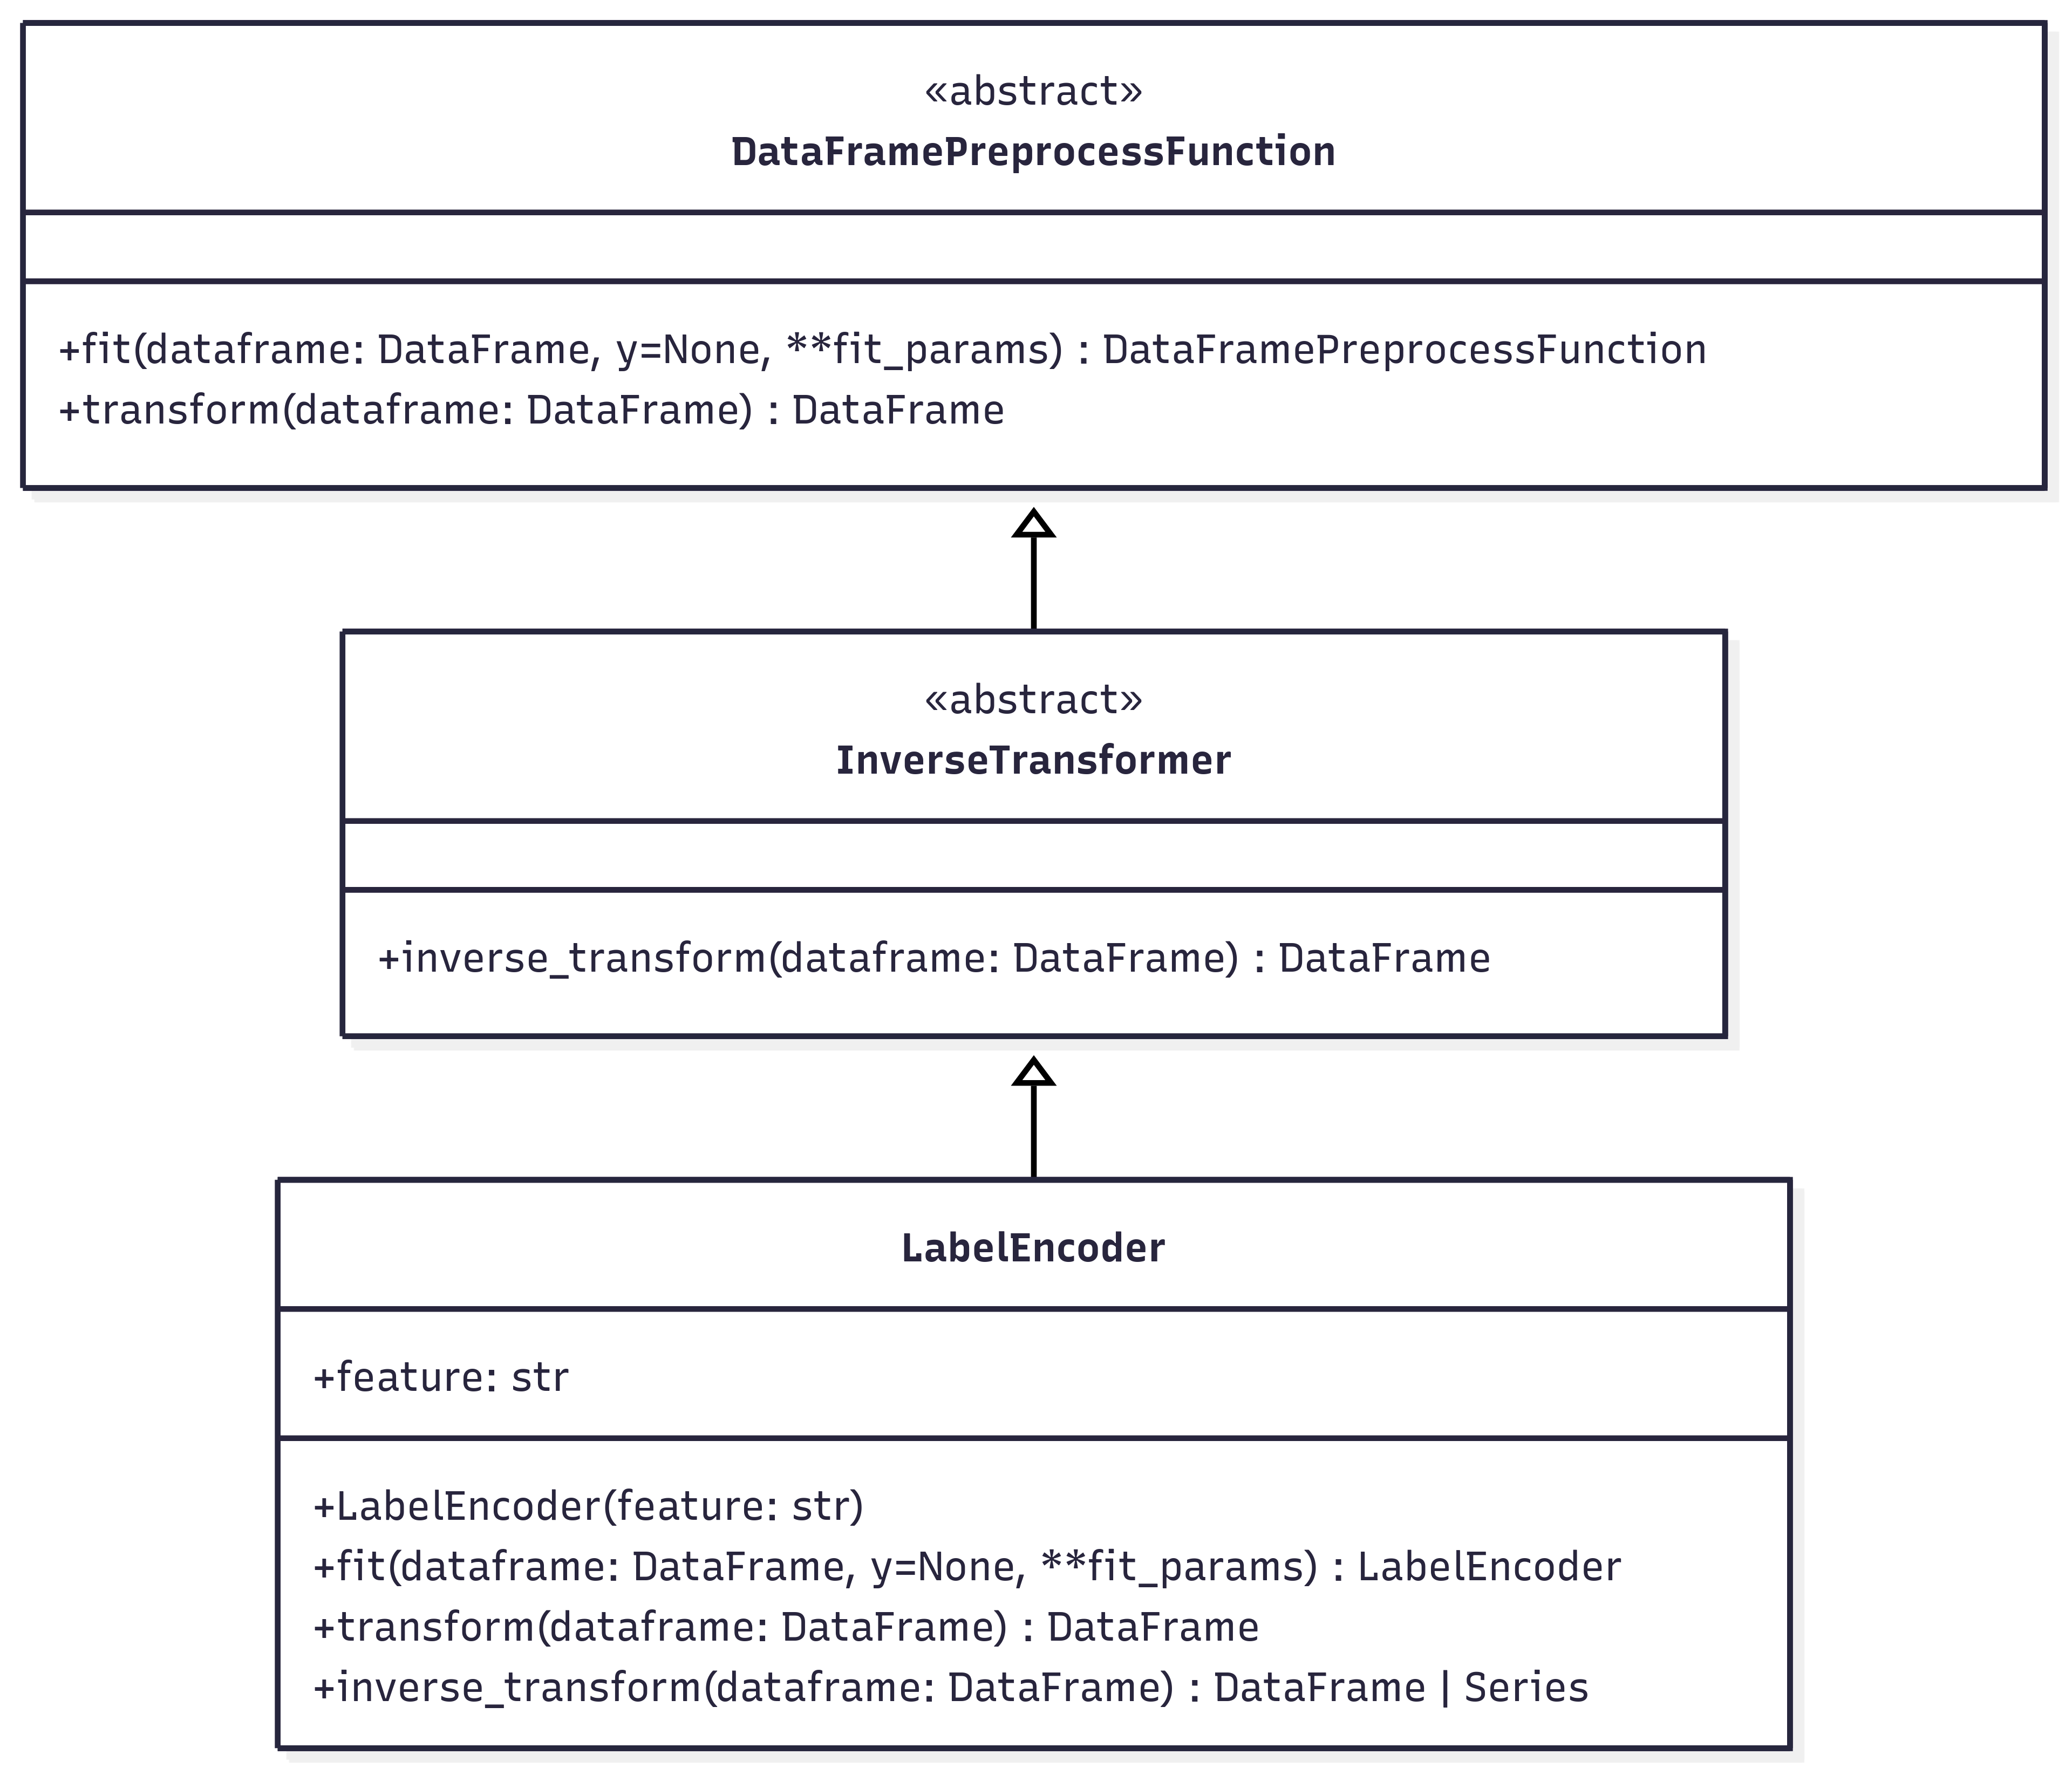 «abstract»
DataFramePreprocessFunction
+fit(dataframe: DataFrame, y=None, **fit_params) : DataFramePreprocessFunction
+transform(dataframe: DataFrame) : DataFrame
«abstract»
InverseTransformer
+inverse_transform(dataframe: DataFrame) : DataFrame
LabelEncoder
+feature: str
+LabelEncoder(feature: str)
+fit(dataframe: DataFrame, y=None, **fit_params) : LabelEncoder
+transform(dataframe: DataFrame) : DataFrame
+inverse_transform(dataframe: DataFrame) : DataFrame | Series